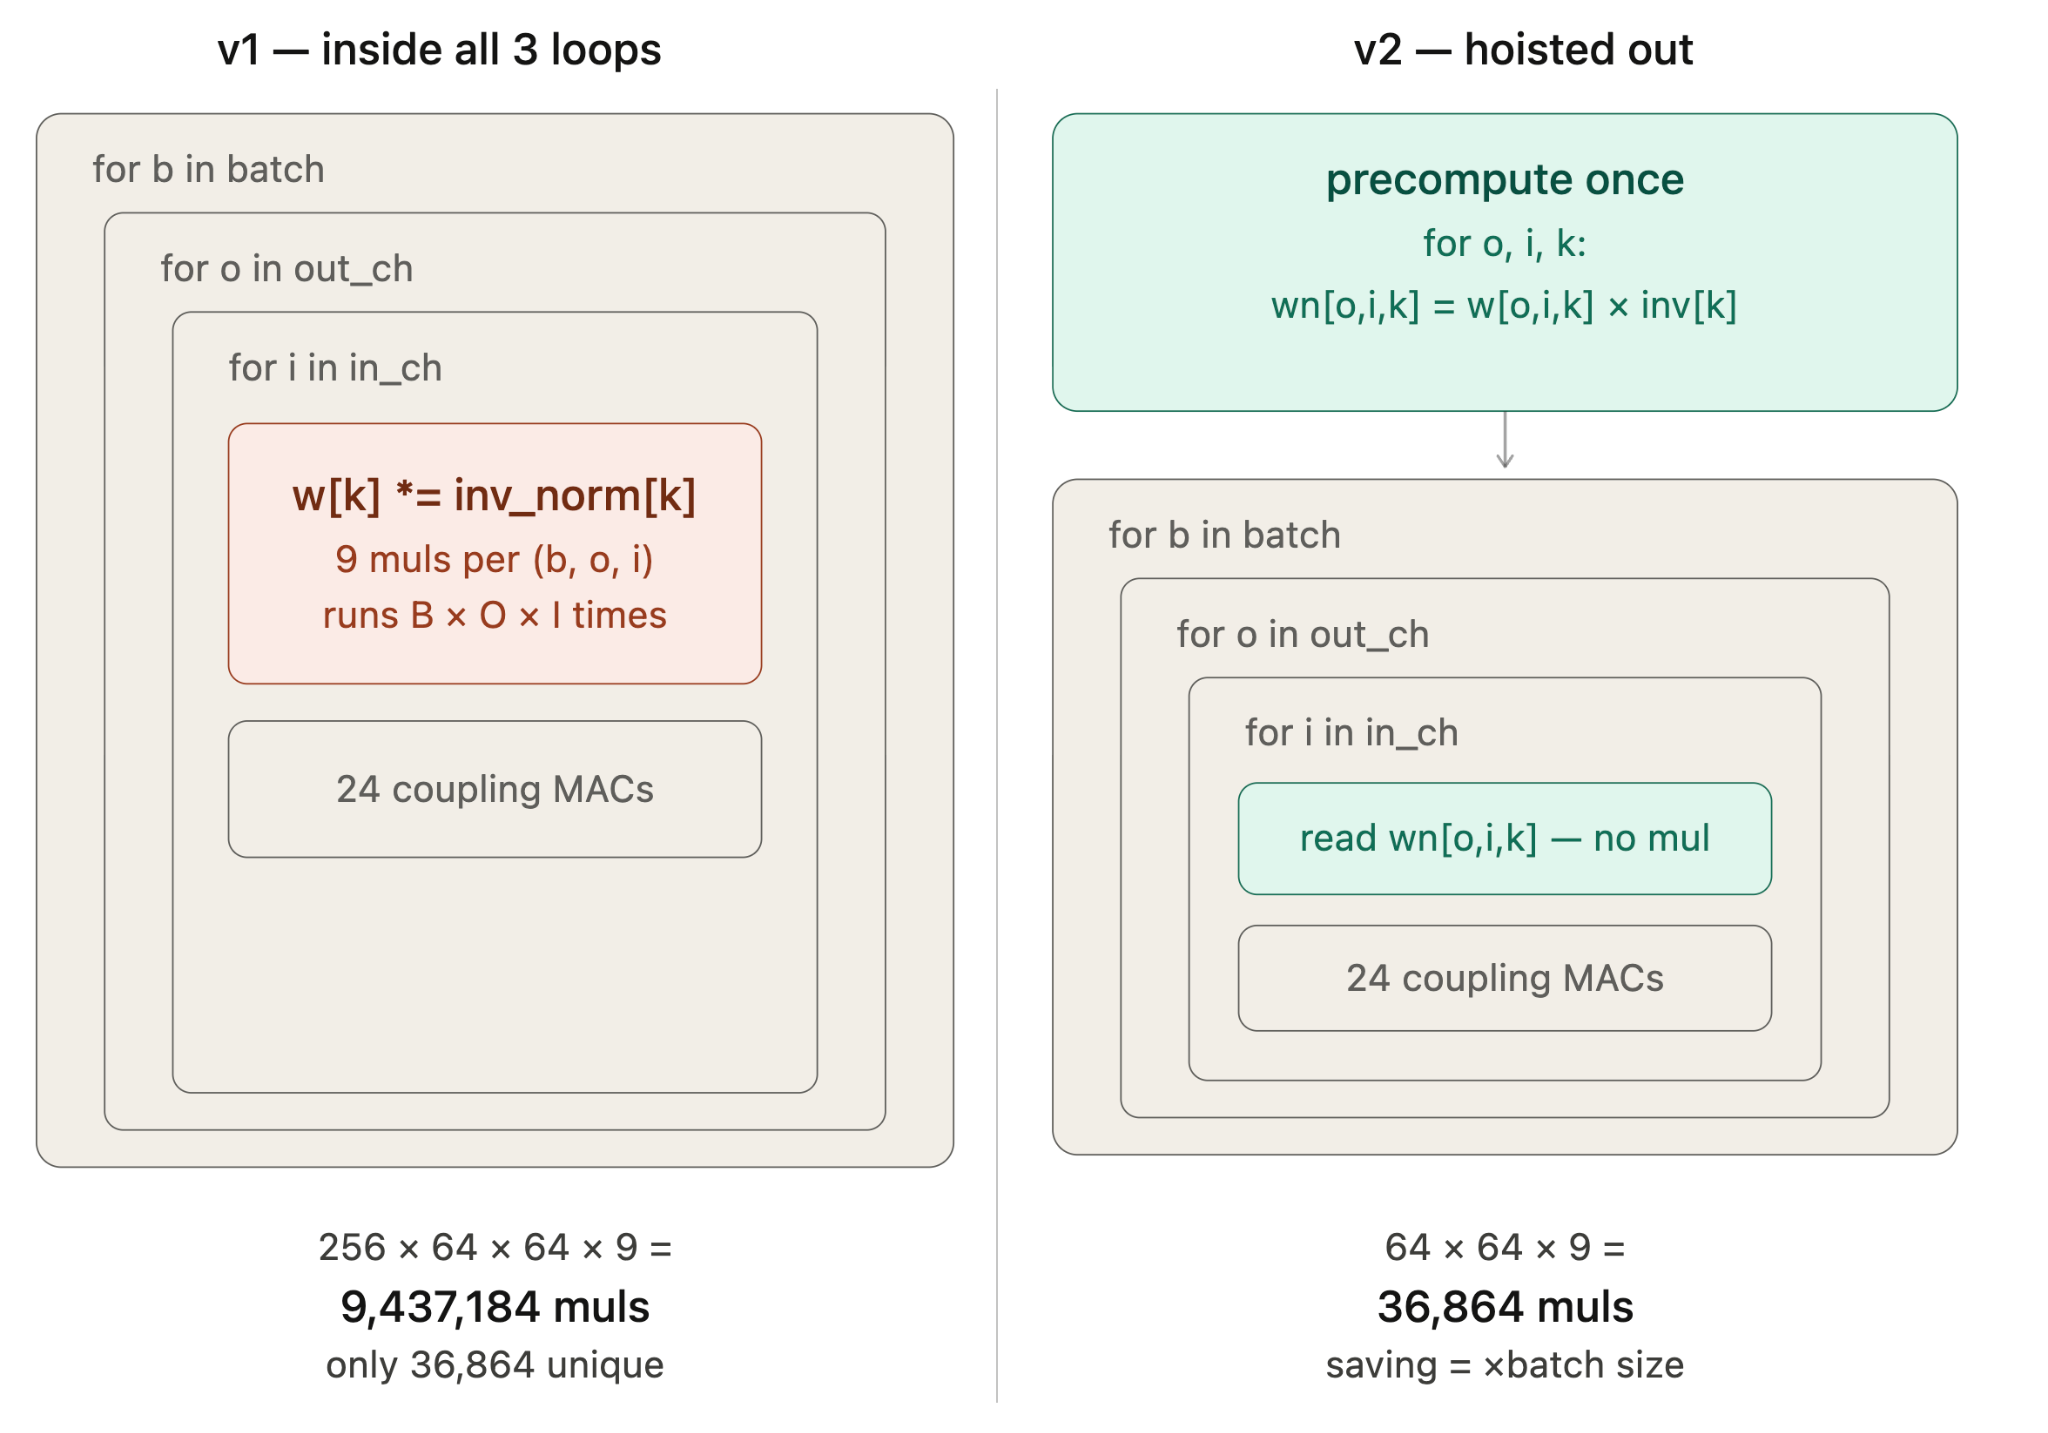 v1 — inside all 3 loops
for b in batch
for o in out_ch
for i in in_ch
w[k] *= inv_norm[k]
9 muls per (b, o, i)
runs B × O × I times
24 coupling MACs
256 × 64 × 64 × 9 =
9,437,184 muls
only 36,864 unique
v2 — hoisted out
precompute once
for o, i, k:
wn[o,i,k] = w[o,i,k] × inv[k]
for b in batch
for o in out_ch
for i in in_ch
read wn[o,i,k] — no mul
24 coupling MACs
64 × 64 × 9 =
36,864 muls
saving = ×batch size